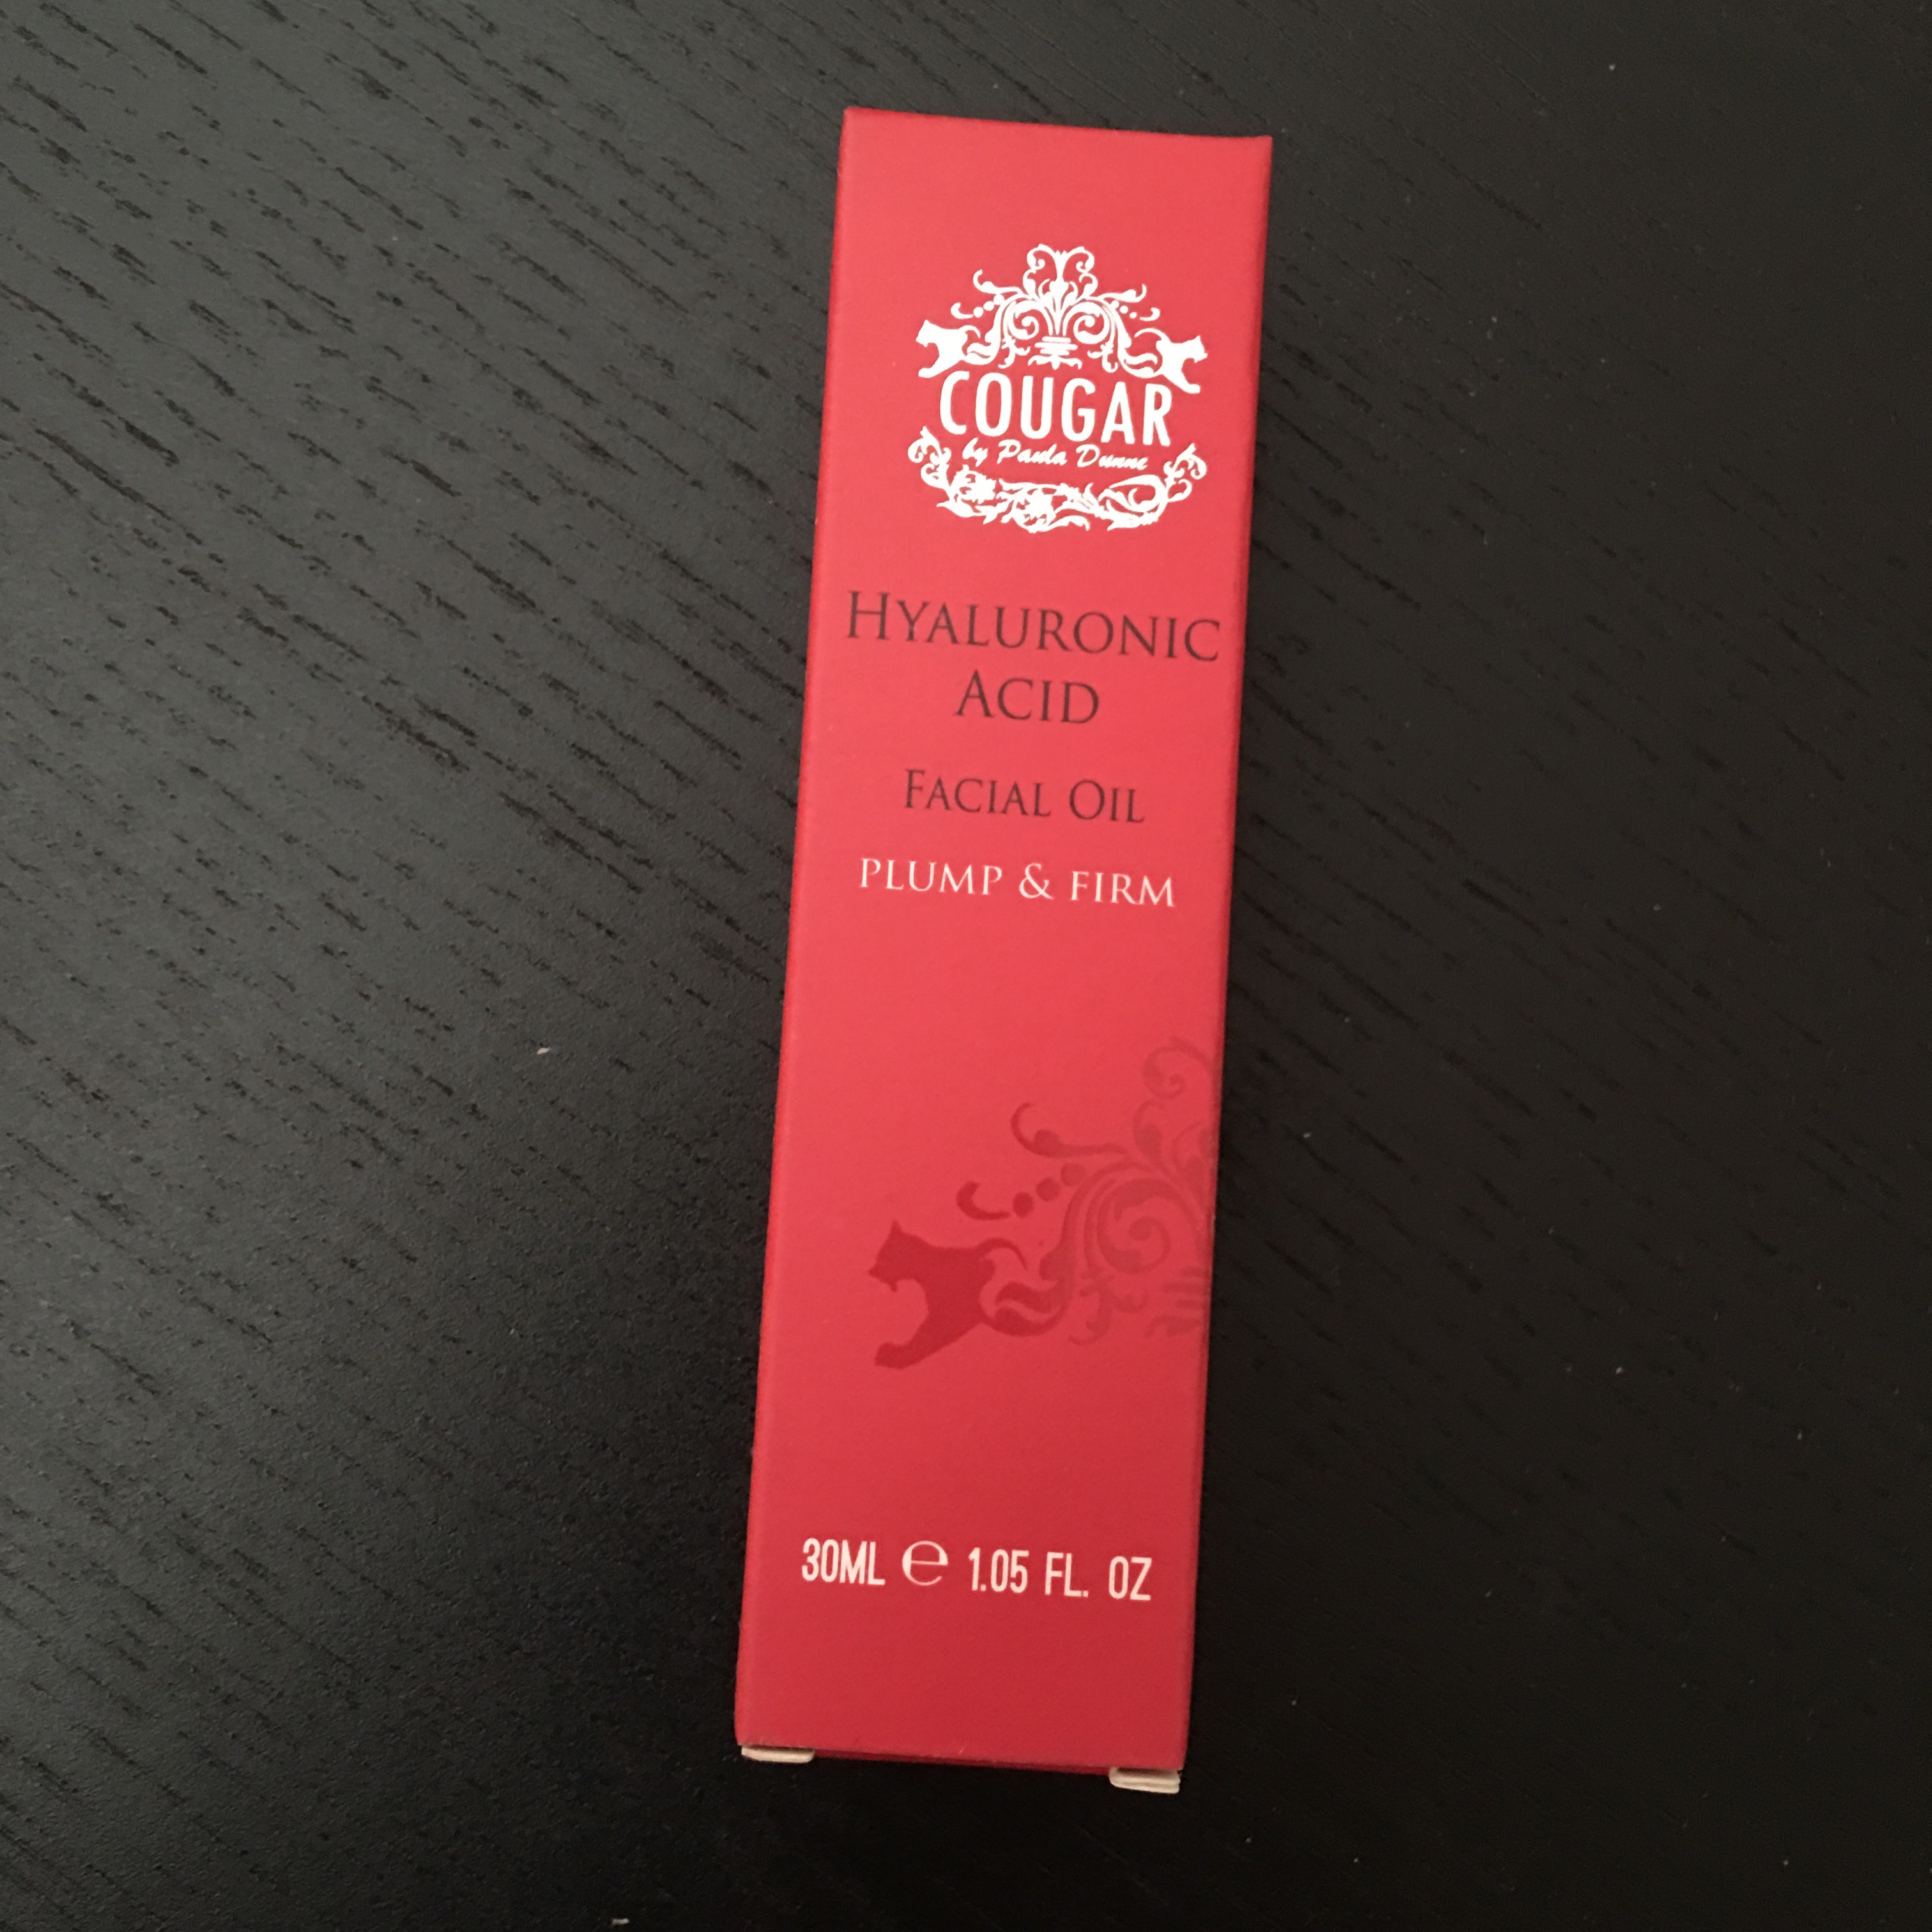 COUGAR
by Paula Dunne
HYALURONIC
ACID
FACIAL OIL
PLUMP & FIRM
30ML ℮ 1.05 FL. OZ